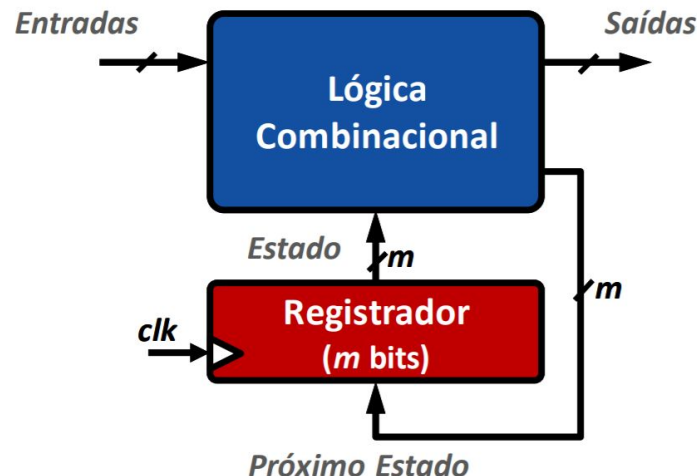 Entradas
Saídas
Lógica
Combinacional
Estado
m
m
Registrador
(m bits)
clk
Próximo Estado